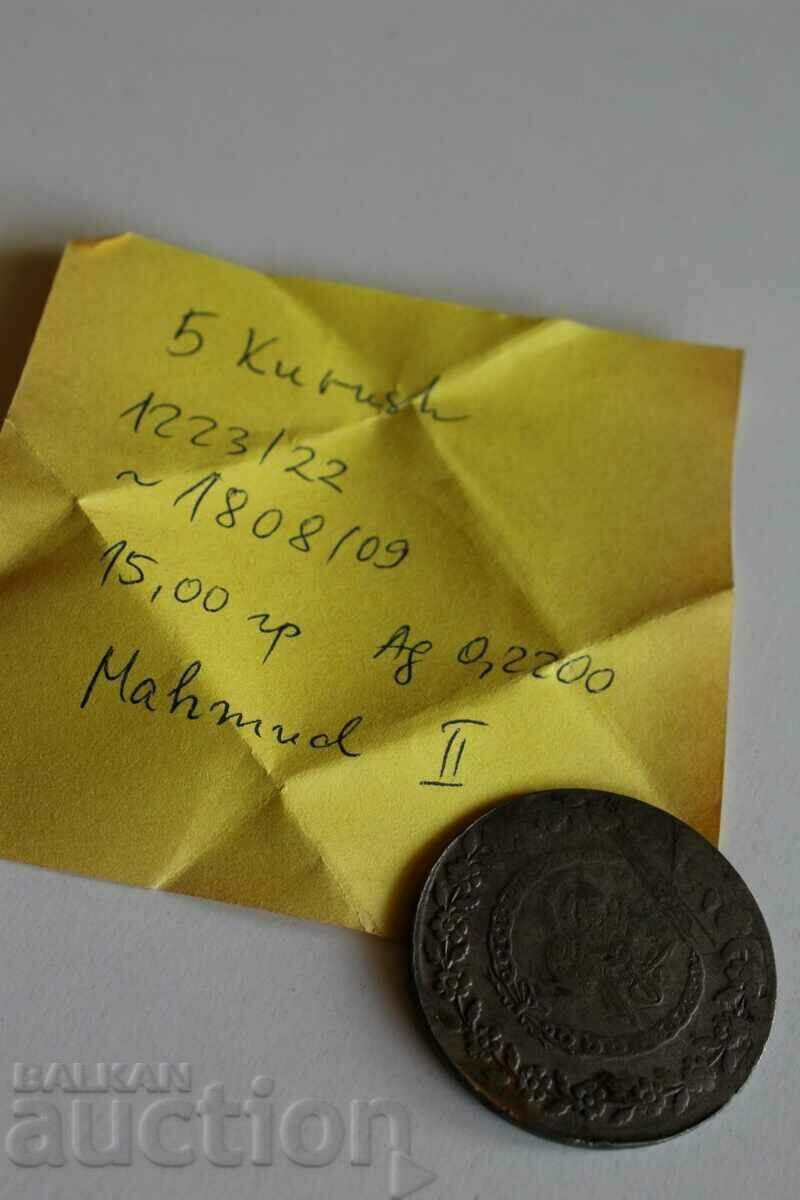 5 Kurush
1223/22
~ 1808/09
15,00 гр Ag 0,2200
Mahmud II
BALKAN
auction